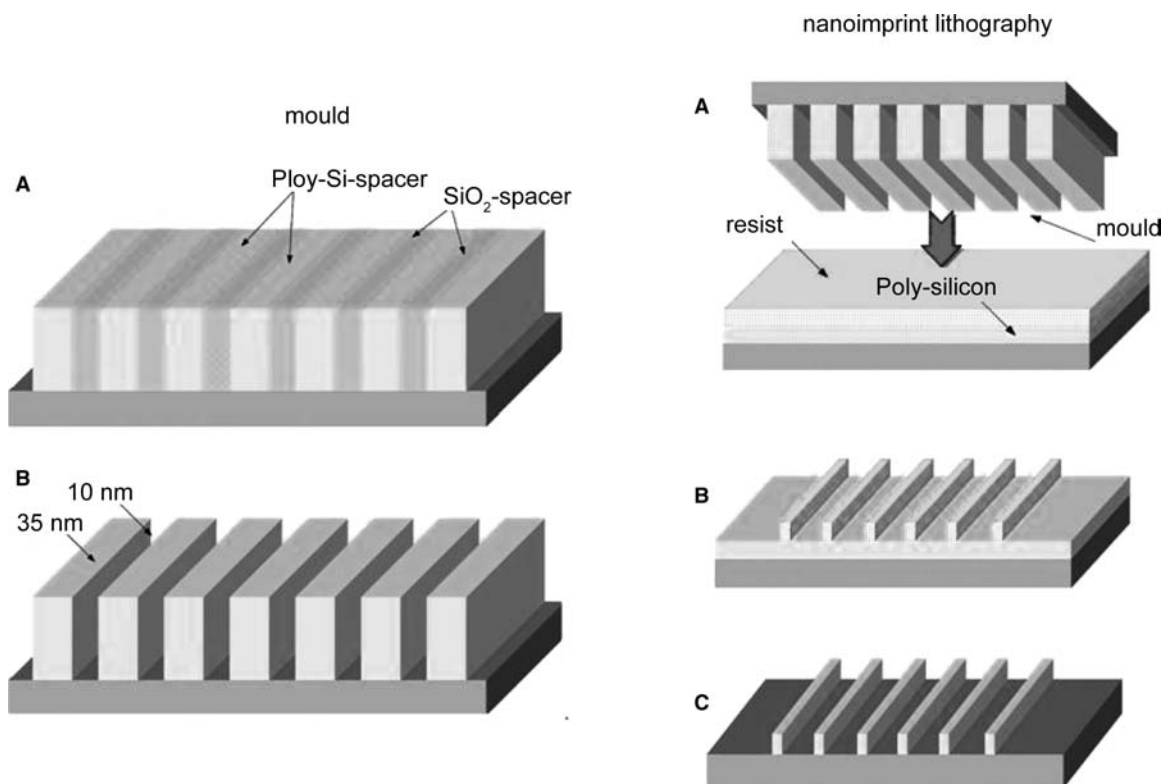 mould
A
Ploy-Si-spacer
SiO₂-spacer
B
10 nm
35 nm
nanoimprint lithography
A
resist
mould
Poly-silicon
B
C